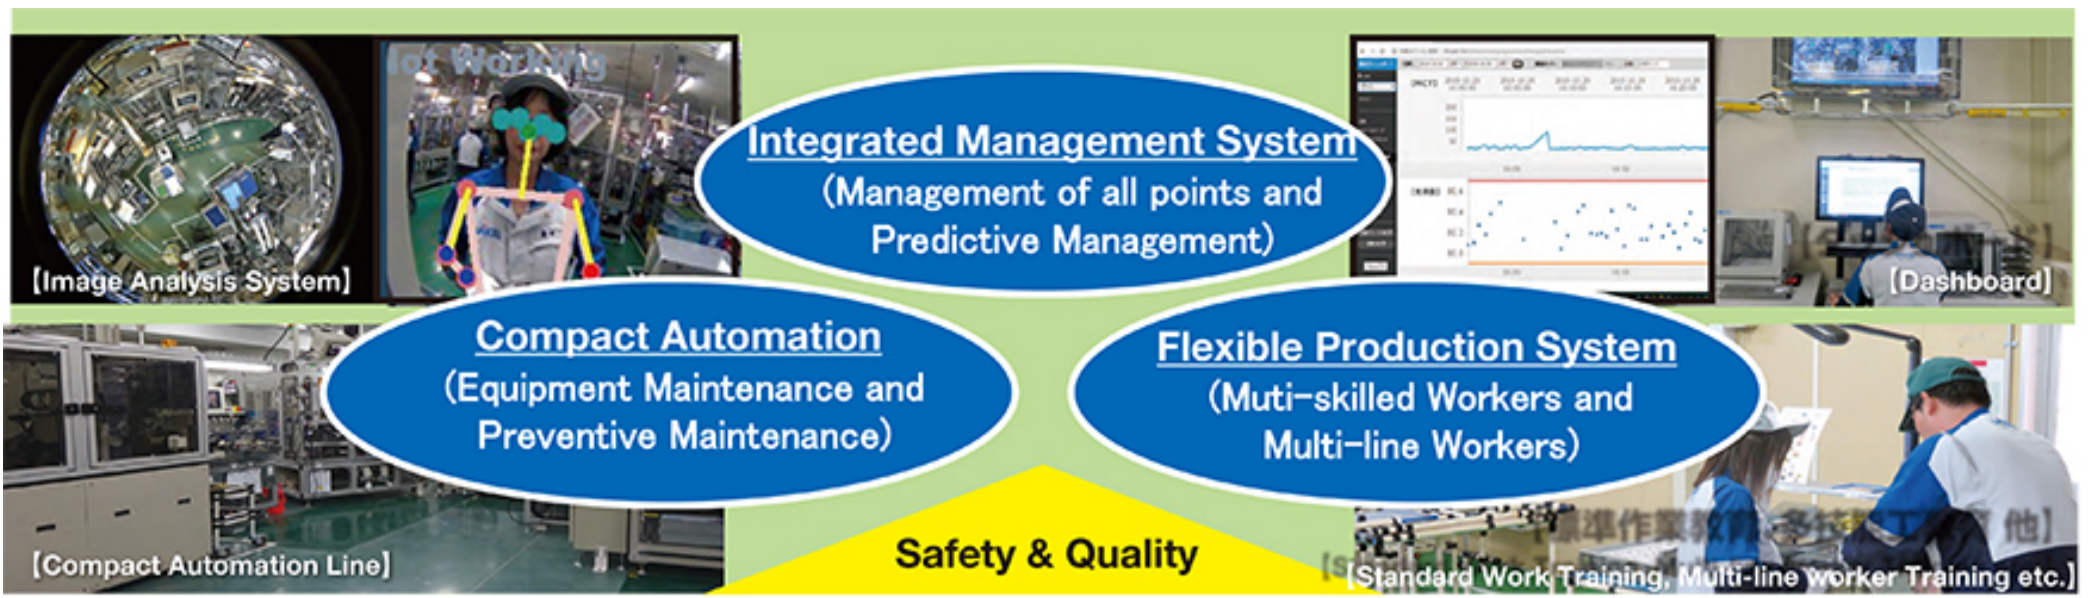 Iot Working
Integrated Management System
(Management of all points and
Predictive Management)
【Image Analysis System】
【Dashboard】
Compact Automation
(Equipment Maintenance and
Preventive Maintenance)
Flexible Production System
(Muti-skilled Workers and
Multi-line Workers)
Safety & Quality
【Compact Automation Line】
他】
【Standard Work Training, Multi-line worker Training etc.】